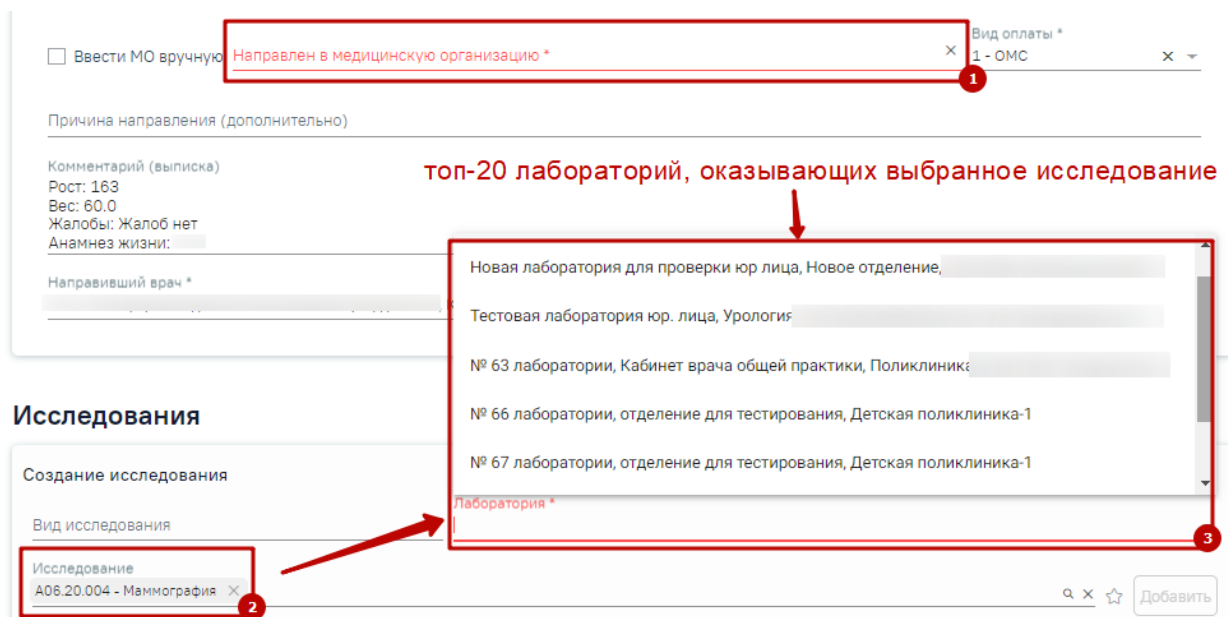 Ввести МО вручную
Направлен в медицинскую организацию *
Вид оплаты *
1 - ОМС
1
Причина направления (дополнительно)
Комментарий (выписка)
Рост: 163
Вес: 60.0
Жалобы: Жалоб нет
Анамнез жизни:
топ-20 лабораторий, оказывающих выбранное исследование
Направивший врач *
Новая лаборатория для проверки юр лица, Новое отделение,
Тестовая лаборатория юр. лица, Урология
№ 63 лаборатории, Кабинет врача общей практики, Поликлиника
№ 66 лаборатории, отделение для тестирования, Детская поликлиника-1
№ 67 лаборатории, отделение для тестирования, Детская поликлиника-1
Исследования
Создание исследования
Вид исследования
Лаборатория *
3
Исследование
A06.20.004 - Маммография
2
Добавить